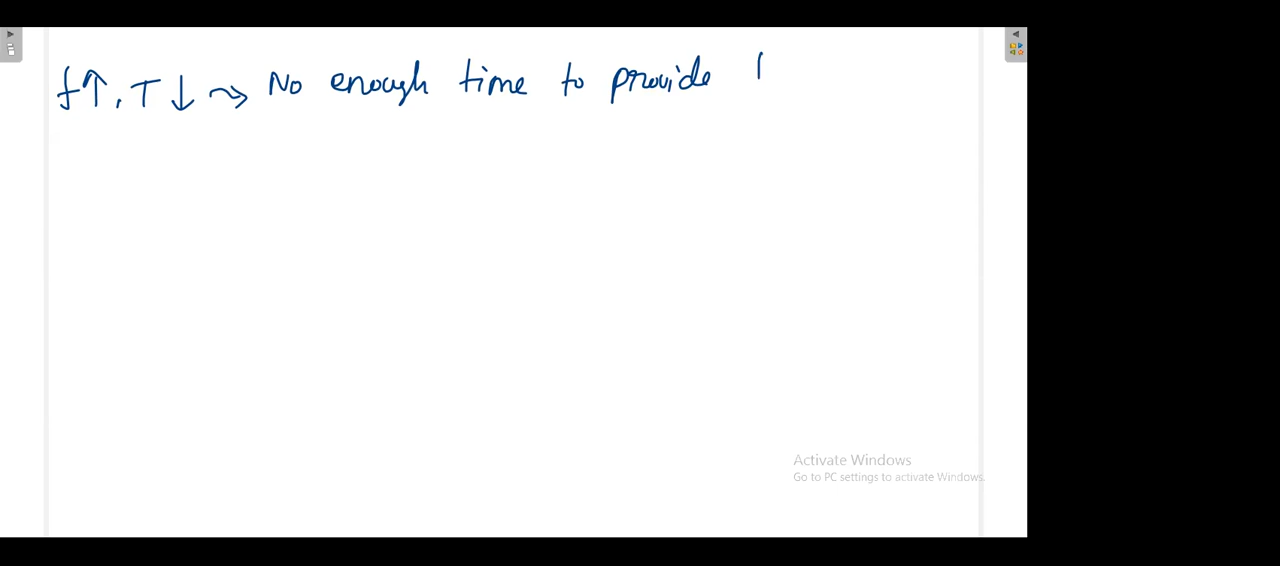 f↑, T↓ ⇝ No enough time to provide
Activate Windows
Go to PC settings to activate Windows.